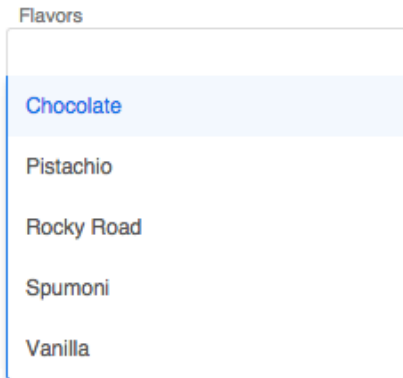 Flavors
Chocolate
Pistachio
Rocky Road
Spumoni
Vanilla